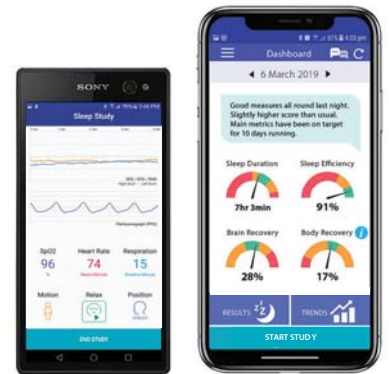 SONY
Sleep Study
SpO2
Heart Rate
Respiration
96
74
15
Motion
Relax
Position
END STUDY
4:03 pm
Dashboard
6 March 2019
Good measures all round last night.
Slightly higher score than usual.
Main metrics have been on target
for 10 days running.
Sleep Duration
Sleep Efficiency
7hr 3min
91%
Brain Recovery
Body Recovery
28%
17%
RESULTS
TRENDS
START STUDY